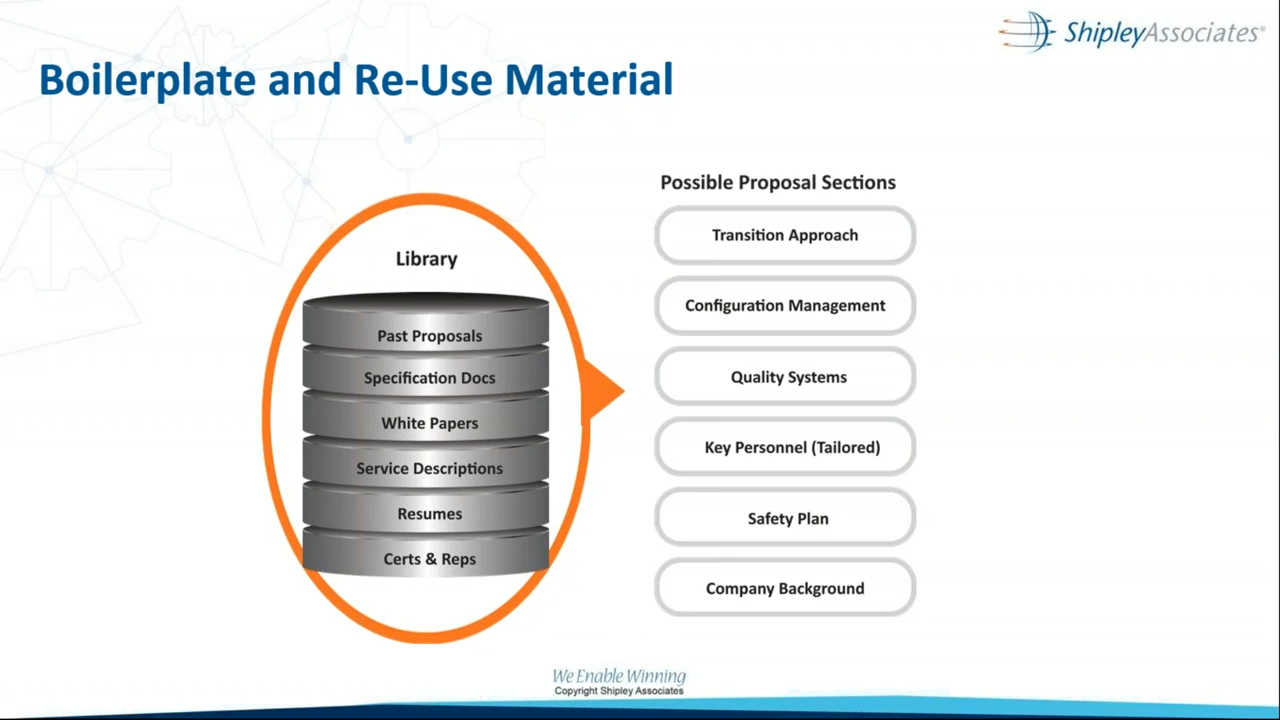 ShipleyAssociates®
Boilerplate and Re-Use Material
Library
Past Proposals
Specification Docs
White Papers
Service Descriptions
Resumes
Certs & Reps
Possible Proposal Sections
Transition Approach
Configuration Management
Quality Systems
Key Personnel (Tailored)
Safety Plan
Company Background
We Enable Winning
Copyright Shipley Associates